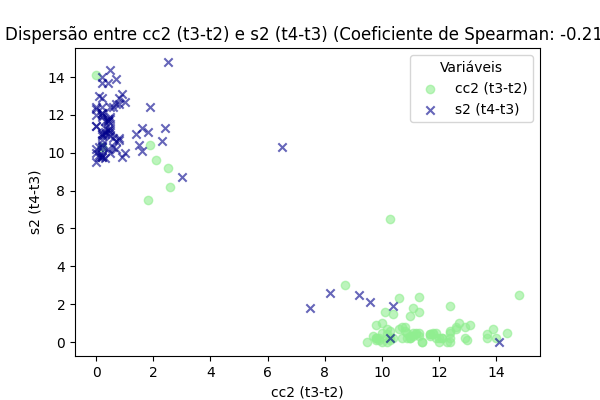 Dispersão entre cc2 (t3-t2) e s2 (t4-t3) (Coeficiente de Spearman: -0.21
Variáveis
cc2 (t3-t2)
s2 (t4-t3)
s2 (t4-t3)
14
12
10
8
6
4
2
0
0 2 4 6 8 10 12 14
cc2 (t3-t2)